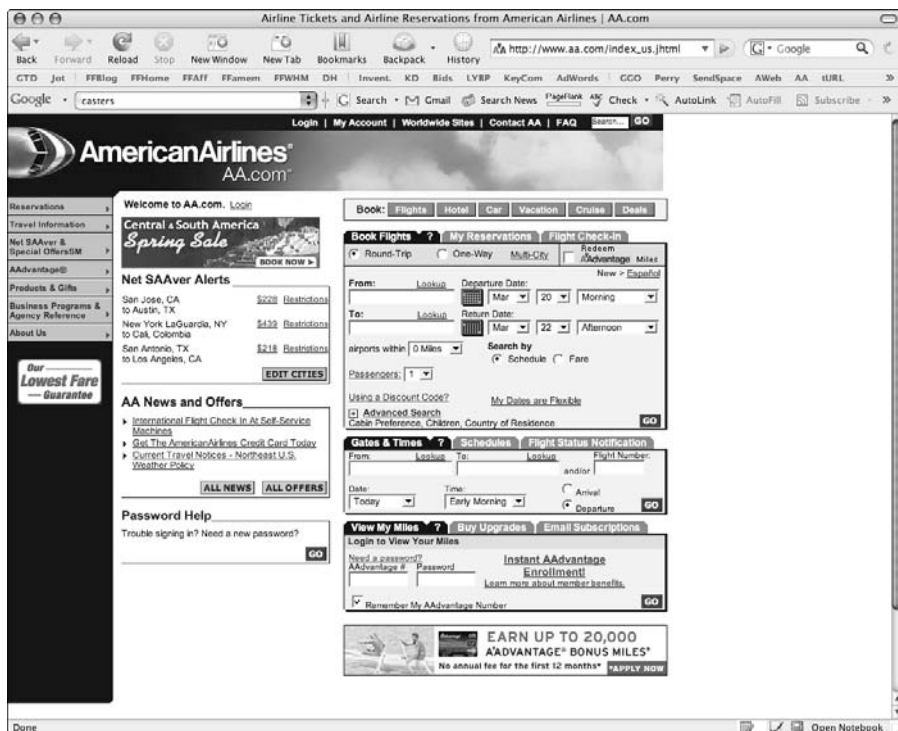 Airline Tickets and Airline Reservations from American Airlines | AA.com
Back Forward Reload Stop New Window New Tab Bookmarks Backpack History http://www.aa.com/index_us.jhtml G Google
GTD Jot FFBlog FFHome FFAff FFamem FFWHM DH Invent. KD Bids LYRP KeyCom AdWords GGO Perry SendSpace AWeb AA tURL »
Google casters G Search Gmail Search News PageRank ABC Check AutoLink AutoFill Subscribe »
Login | My Account | Worldwide Sites | Contact AA | FAQ Search... GO
AmericanAirlines®
AA.com
Reservations
Travel Information
Net SAAver &
Special OffersSM
AAdvantage®
Products & Gifts
Business Programs &
Agency Reference
About Us
Our
Lowest Fare
Guarantee
Welcome to AA.com. Login
Central & South America
Spring Sale
BOOK NOW
Net SAAver Alerts
San Jose, CA $228 Restrictions
to Austin, TX
New York LaGuardia, NY $439 Restrictions
to Cali, Colombia
San Antonio, TX $218 Restrictions
to Los Angeles, CA
EDIT CITIES
AA News and Offers
International Flight Check In At Self-Service
Machines
Get The AmericanAirlines Credit Card Today
Current Travel Notices - Northeast U.S.
Weather Policy
ALL NEWS ALL OFFERS
Password Help
Trouble signing in? Need a new password?
GO
Book: Flights Hotel Car Vacation Cruise Deals
Book Flights ? My Reservations Flight Check-In
Round-Trip One-Way Multi-City Redeem
AAdvantage Miles
New > Español
From: Lookup Departure Date:
Mar 20 Morning
To: Lookup Return Date:
Mar 22 Afternoon
airports within 0 Miles Search by
Schedule Fare
Passengers: 1
Using a Discount Code? My Dates are Flexible
Advanced Search
Cabin Preference, Children, Country of Residence GO
Gates & Times ? Schedules Flight Status Notification
From: Lookup To: Lookup Flight Number:
and/or
Date: Time: Arrival
Today Early Morning Departure GO
View My Miles ? Buy Upgrades Email Subscriptions
Login to View Your Miles
Need a password? Instant AAdvantage
AAdvantage # Password Enrollment!
Learn more about member benefits.
Remember My AAdvantage Number GO
EARN UP TO 20,000
AADVANTAGE® BONUS MILES*
No annual fee for the first 12 months* *APPLY NOW
Done Open Notebook